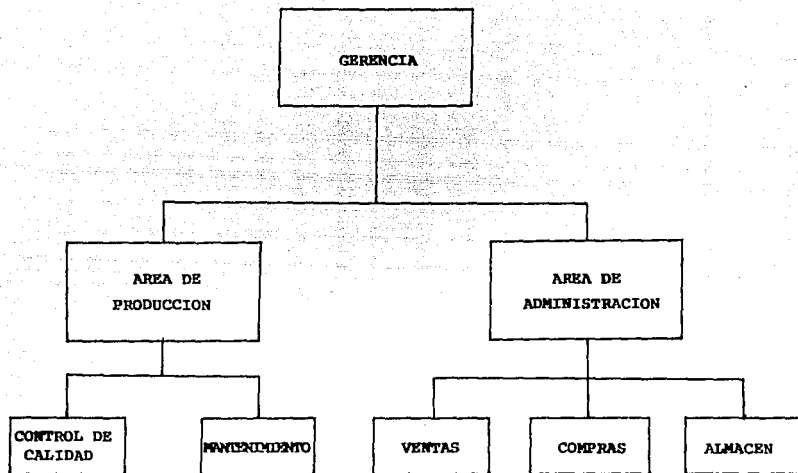 GERENCIA
AREA DE
PRODUCCION
AREA DE
ADMINISTRACION
CONTROL DE
CALIDAD
MANTENIMIENTO
VENTAS
COMPRAS
ALMACEN